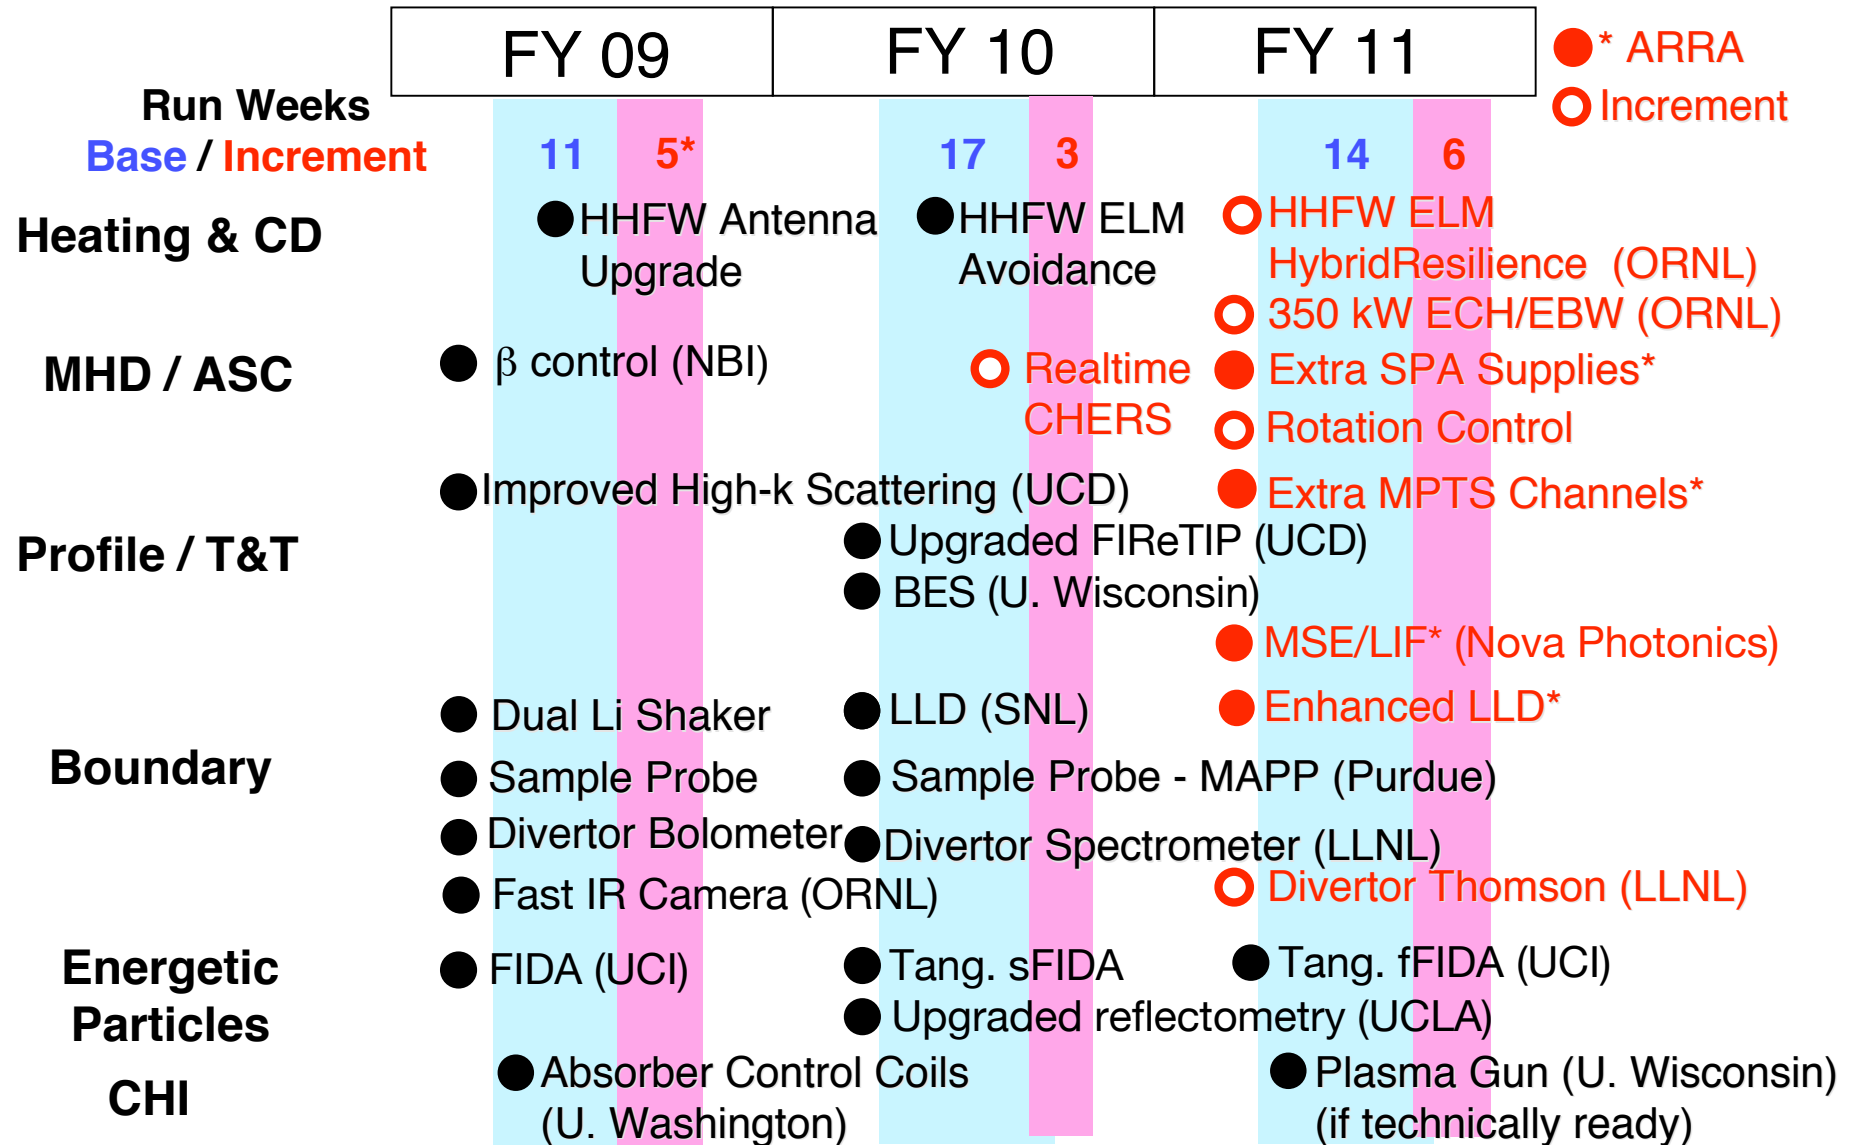 FY 09 FY 10 FY 11
* ARRA
Increment
Run Weeks
Base / Increment 11 5* 17 3 14 6
Heating & CD
HHFW Antenna
Upgrade
HHFW ELM
Avoidance
HHFW ELM
HybridResilience (ORNL)
350 kW ECH/EBW (ORNL)
MHD / ASC
β control (NBI)
Realtime
CHERS
Extra SPA Supplies*
Rotation Control
Profile / T&T
Improved High-k Scattering (UCD)
Upgraded FIReTIP (UCD)
BES (U. Wisconsin)
Extra MPTS Channels*
MSE/LIF* (Nova Photonics)
Boundary
Dual Li Shaker
Sample Probe
Divertor Bolometer
Fast IR Camera (ORNL)
LLD (SNL)
Sample Probe - MAPP (Purdue)
Divertor Spectrometer (LLNL)
Enhanced LLD*
Divertor Thomson (LLNL)
Energetic
Particles
FIDA (UCI)
Tang. sFIDA
Upgraded reflectometry (UCLA)
Tang. fFIDA (UCI)
CHI
Absorber Control Coils
(U. Washington)
Plasma Gun (U. Wisconsin)
(if technically ready)